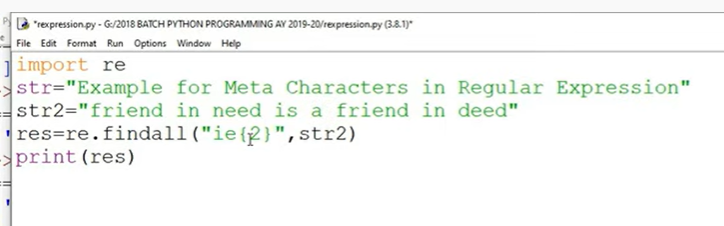 *rexpression.py - G:/2018 BATCH PYTHON PROGRAMMING AY 2019-20/rexpression.py (3.8.1)*
File Edit Format Run Options Window Help
import re
str="Example for Meta Characters in Regular Expression"
str2="friend in need is a friend in deed"
res=re.findall("ie{2}",str2)
print(res)